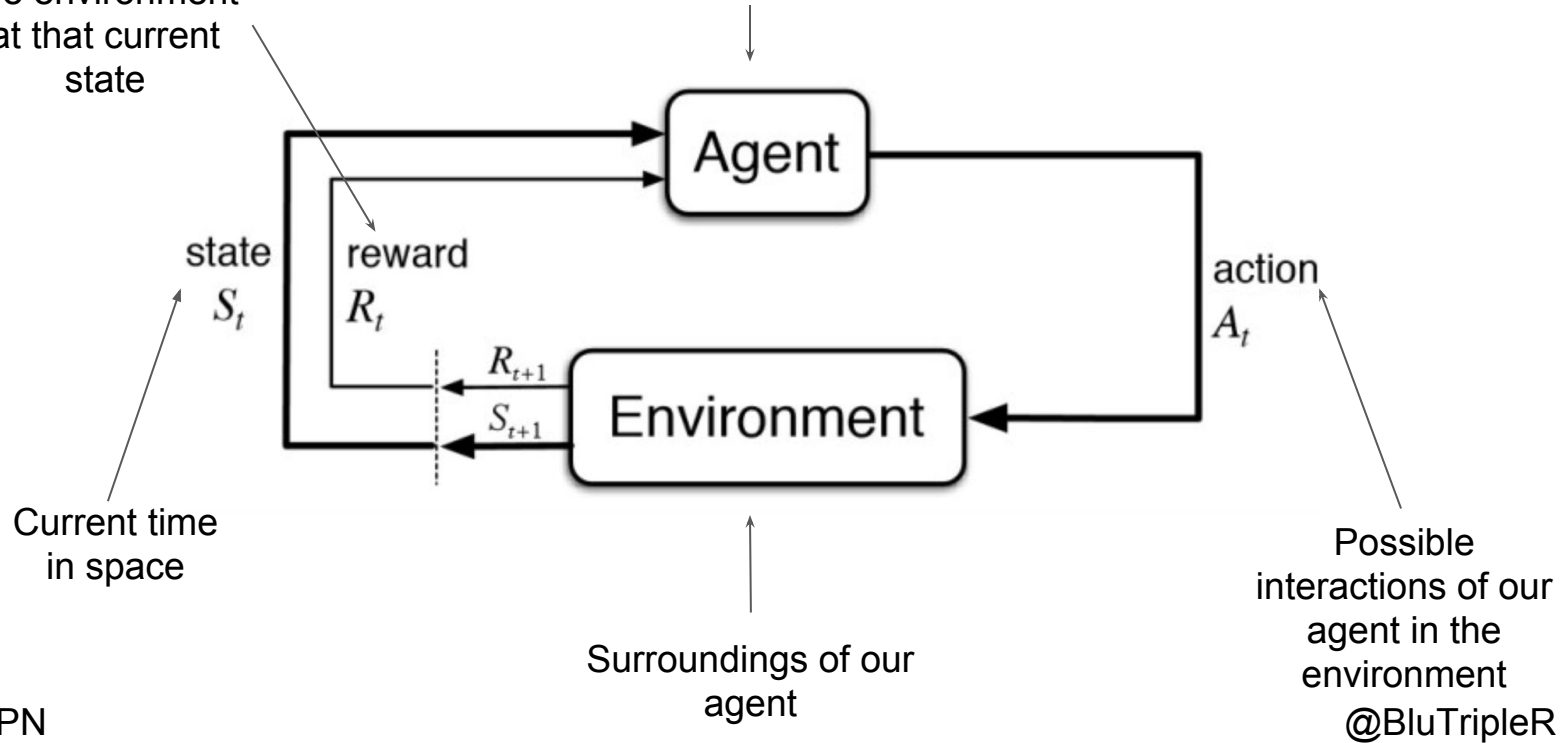 environment
at that current
state
Agent
state
S_t
reward
R_t
action
A_t
R_{t+1}
S_{t+1}
Environment
Current time
in space
Surroundings of our
agent
Possible
interactions of our
agent in the
environment
PN
@BluTripleR